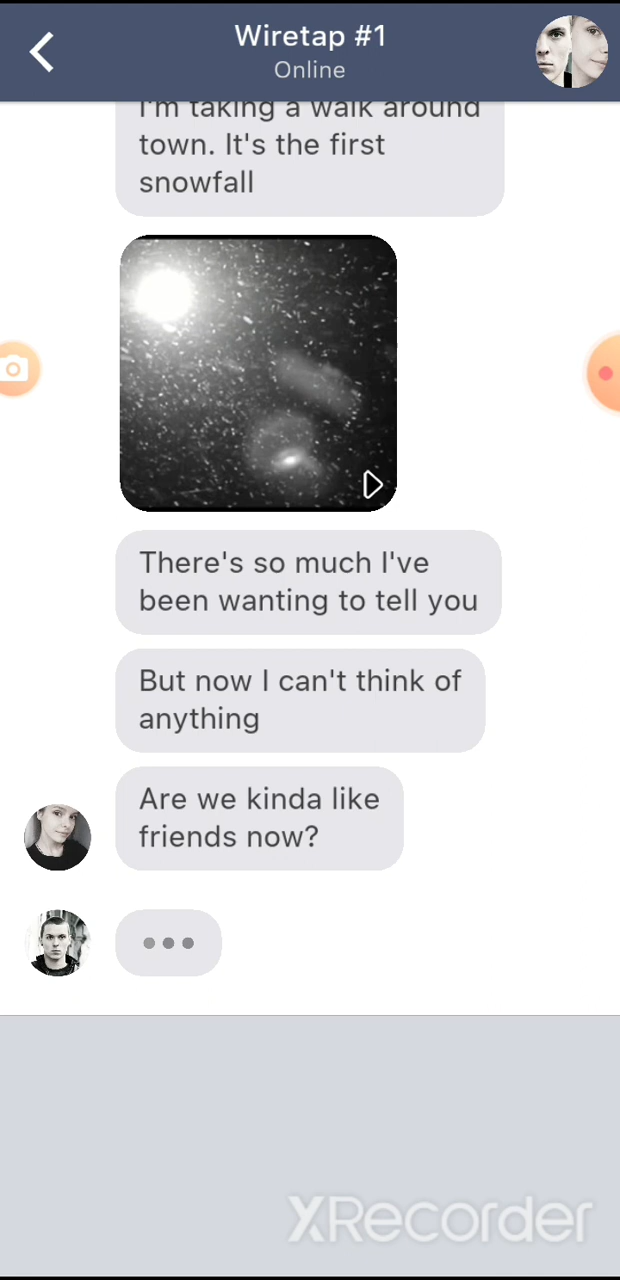 Wiretap #1
Online
I'm taking a walk around
town. It's the first
snowfall
There's so much I've
been wanting to tell you
But now I can't think of
anything
Are we kinda like
friends now?
XRecorder